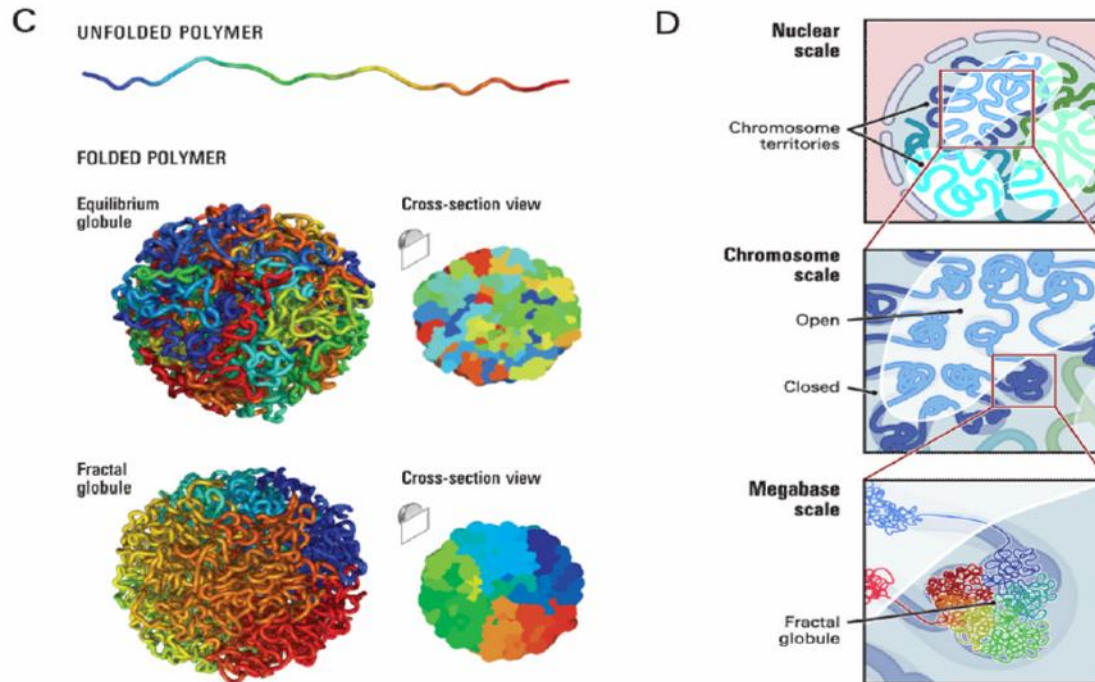 C
UNFOLDED POLYMER
FOLDED POLYMER
Equilibrium
globule
Cross-section view
Fractal
globule
Cross-section view
D
Nuclear
scale
Chromosome
territories
Chromosome
scale
Open
Closed
Megabase
scale
Fractal
globule